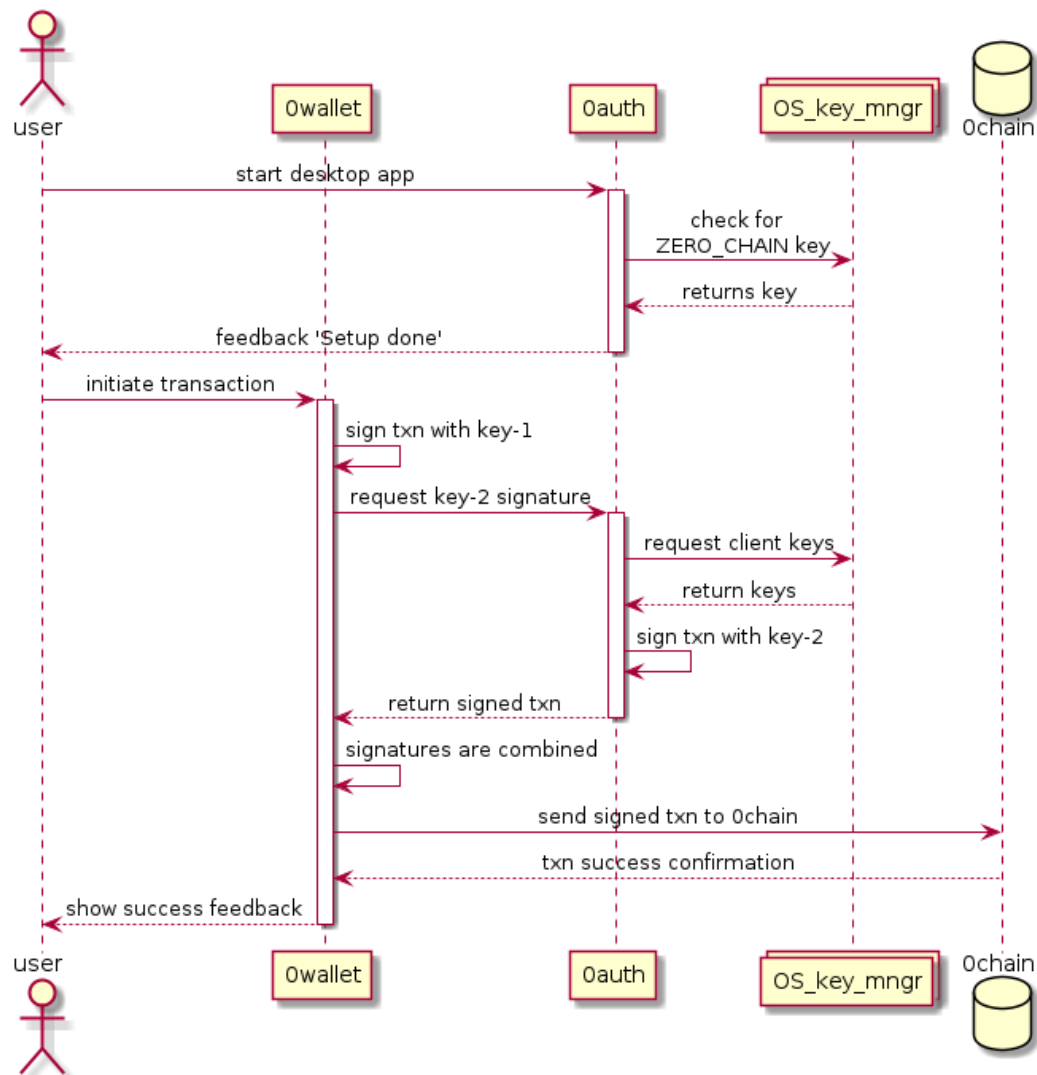 user
0wallet
0auth
OS_key_mngr
0chain
start desktop app
check for
ZERO_CHAIN key
returns key
feedback 'Setup done'
initiate transaction
sign txn with key-1
request key-2 signature
request client keys
return keys
sign txn with key-2
return signed txn
signatures are combined
send signed txn to 0chain
txn success confirmation
show success feedback
user
0wallet
0auth
OS_key_mngr
0chain